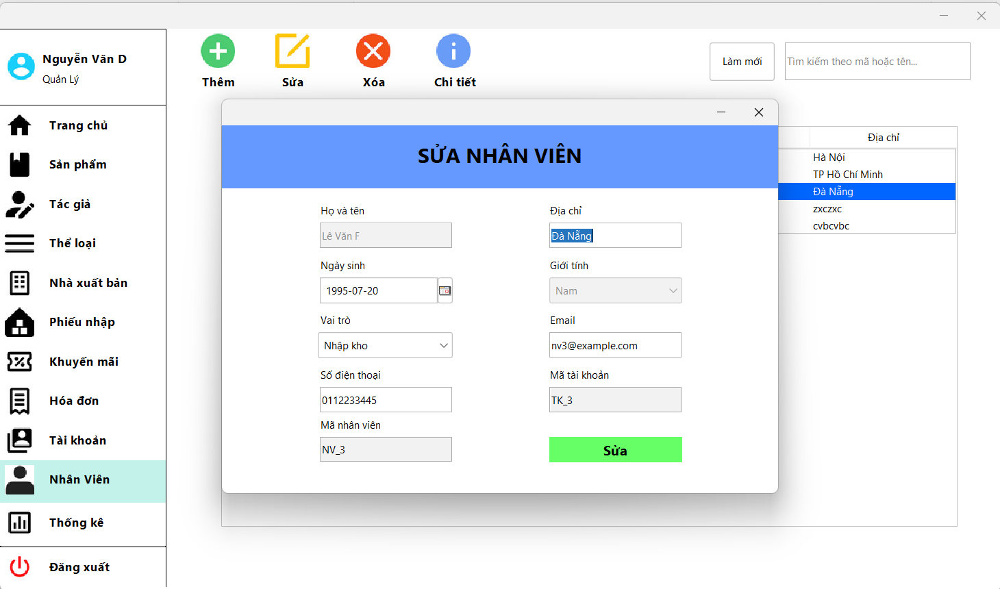 Nguyễn Văn D
Quản Lý
Trang chủ
Sản phẩm
Tác giả
Thể loại
Nhà xuất bản
Phiếu nhập
Khuyến mãi
Hóa đơn
Tài khoản
Nhân Viên
Thống kê
Đăng xuất
Thêm
Sửa
Xóa
Chi tiết
Làm mới
Tìm kiếm theo mã hoặc tên...
Địa chỉ
Hà Nội
TP Hồ Chí Minh
Đà Nẵng
zxczxc
cvbcvbc
SỬA NHÂN VIÊN
Họ và tên
Lê Văn F
Địa chỉ
Đà Nẵng
Ngày sinh
1995-07-20
Giới tính
Nam
Vai trò
Nhập kho
Email
nv3@example.com
Số điện thoại
0112233445
Mã tài khoản
TK_3
Mã nhân viên
NV_3
Sửa